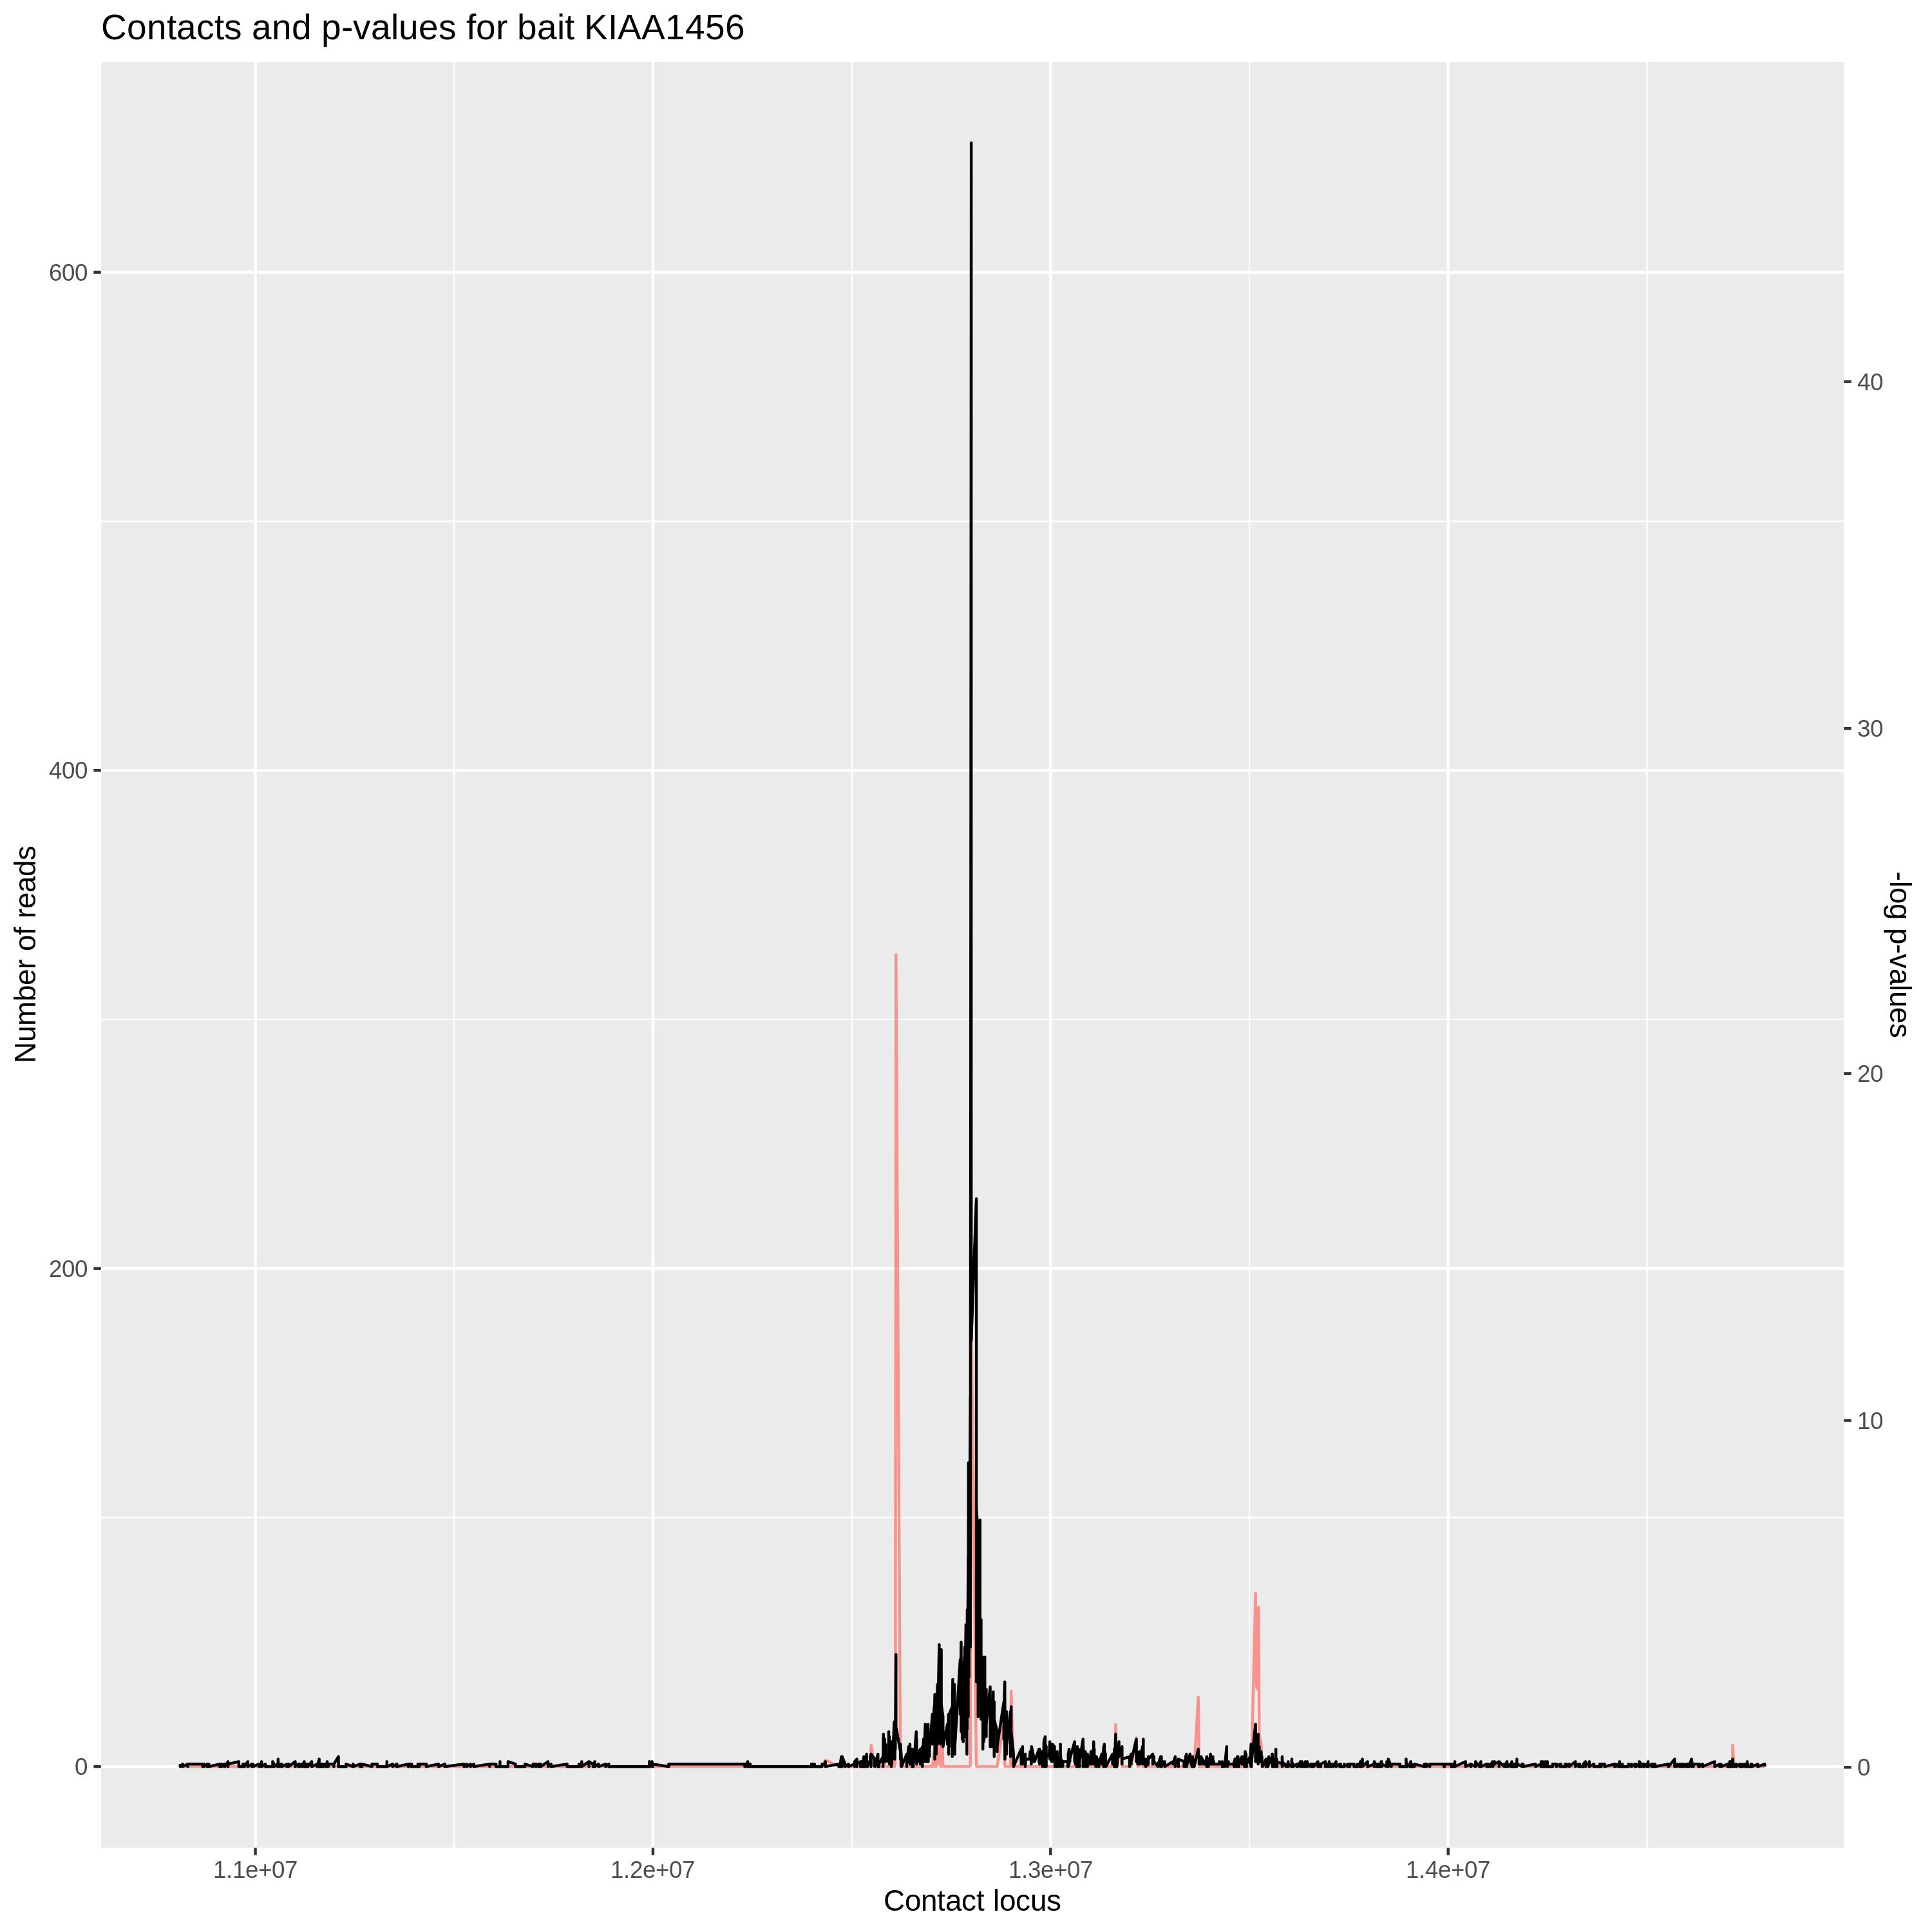 Contacts and p-values for bait KIAA1456
600
400
200
0
Number of reads
40
30
20
10
0
-log p-values
1.1e+07
1.2e+07
1.3e+07
1.4e+07
Contact locus